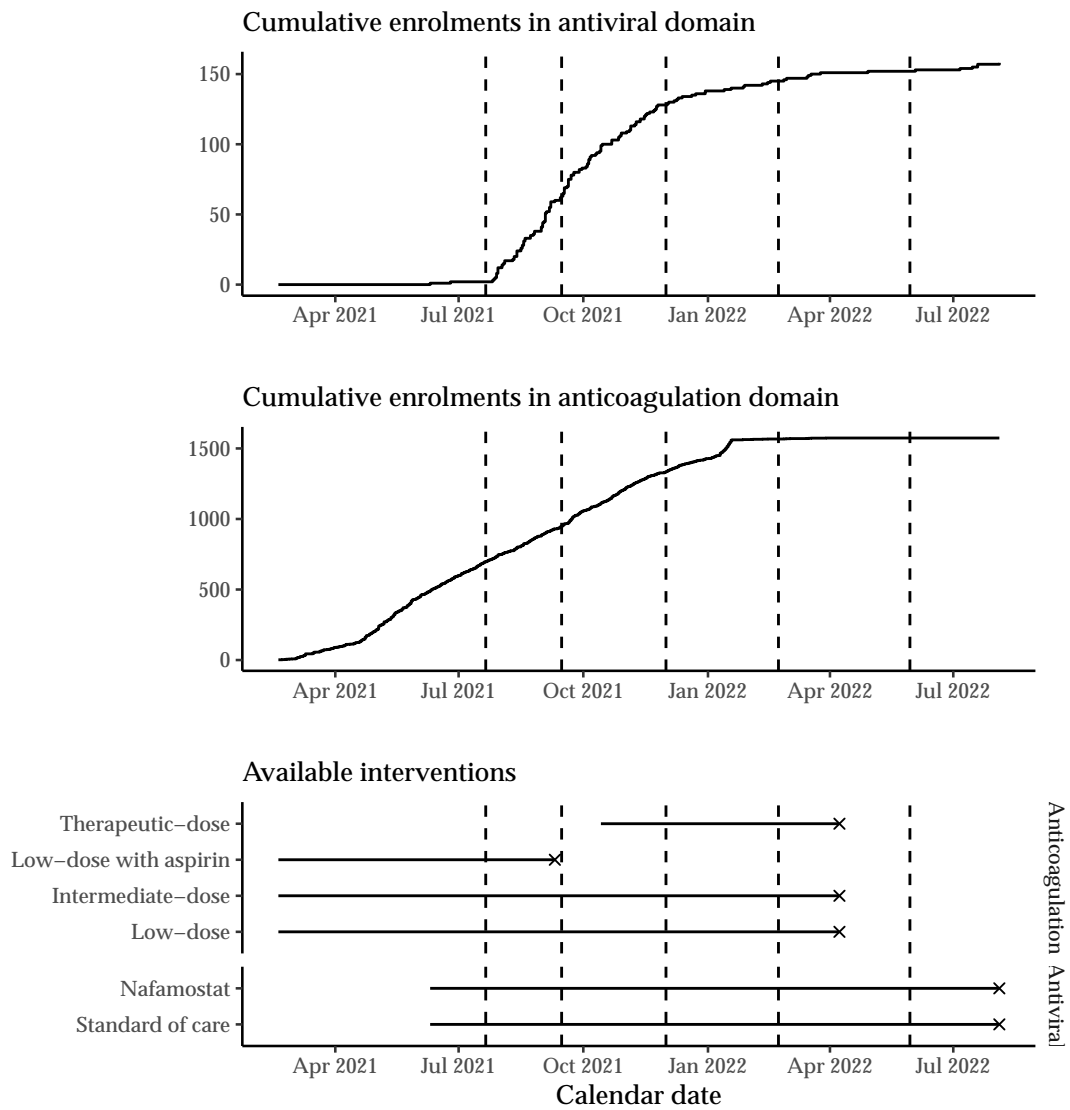 Cumulative enrolments in antiviral domain
150
100
50
0
Apr 2021 Jul 2021 Oct 2021 Jan 2022 Apr 2022 Jul 2022
Cumulative enrolments in anticoagulation domain
1500
1000
500
0
Apr 2021 Jul 2021 Oct 2021 Jan 2022 Apr 2022 Jul 2022
Available interventions
Therapeutic−dose
Low−dose with aspirin
Intermediate−dose
Low−dose
Anticoagulation
Nafamostat
Standard of care
Antiviral
Apr 2021 Jul 2021 Oct 2021 Jan 2022 Apr 2022 Jul 2022
Calendar date